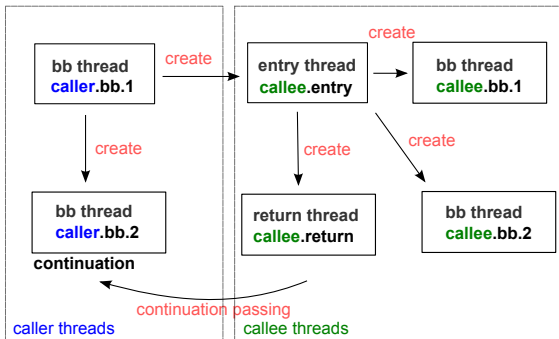 bb thread
caller.bb.1
create
entry thread
callee.entry
create
bb thread
callee.bb.1
create
create
create
bb thread
caller.bb.2
continuation
return thread
callee.return
bb thread
callee.bb.2
continuation passing
caller threads
callee threads